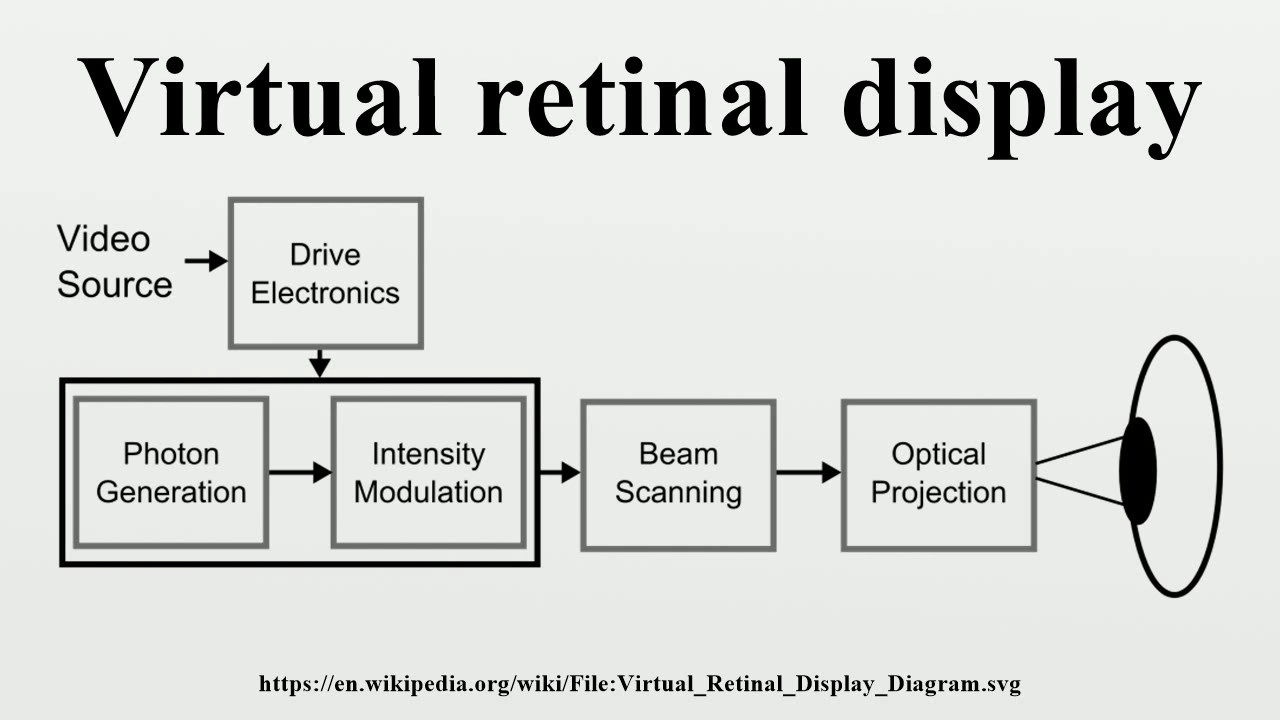 Virtual retinal display
Video
Source
Drive
Electronics
Photon
Generation
Intensity
Modulation
Beam
Scanning
Optical
Projection
https://en.wikipedia.org/wiki/File:Virtual_Retinal_Display_Diagram.svg